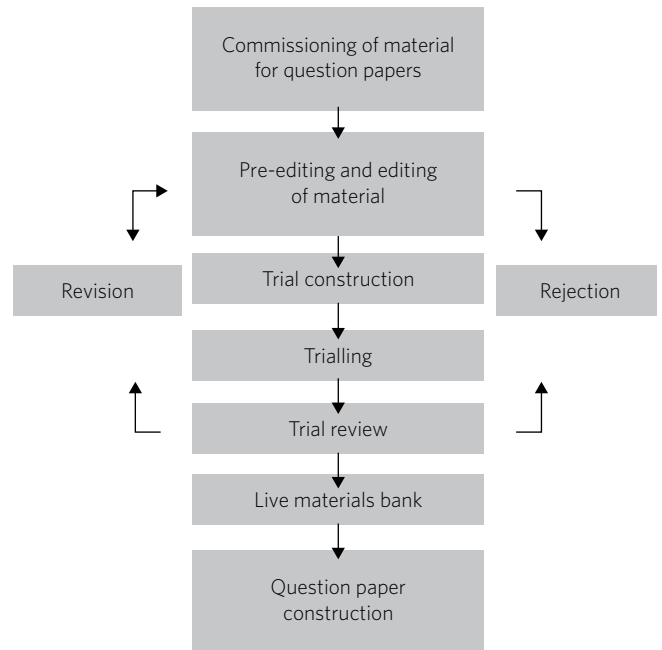 Commissioning of material
for question papers
Pre-editing and editing
of material
Revision
Trial construction
Rejection
Trialling
Trial review
Live materials bank
Question paper
construction